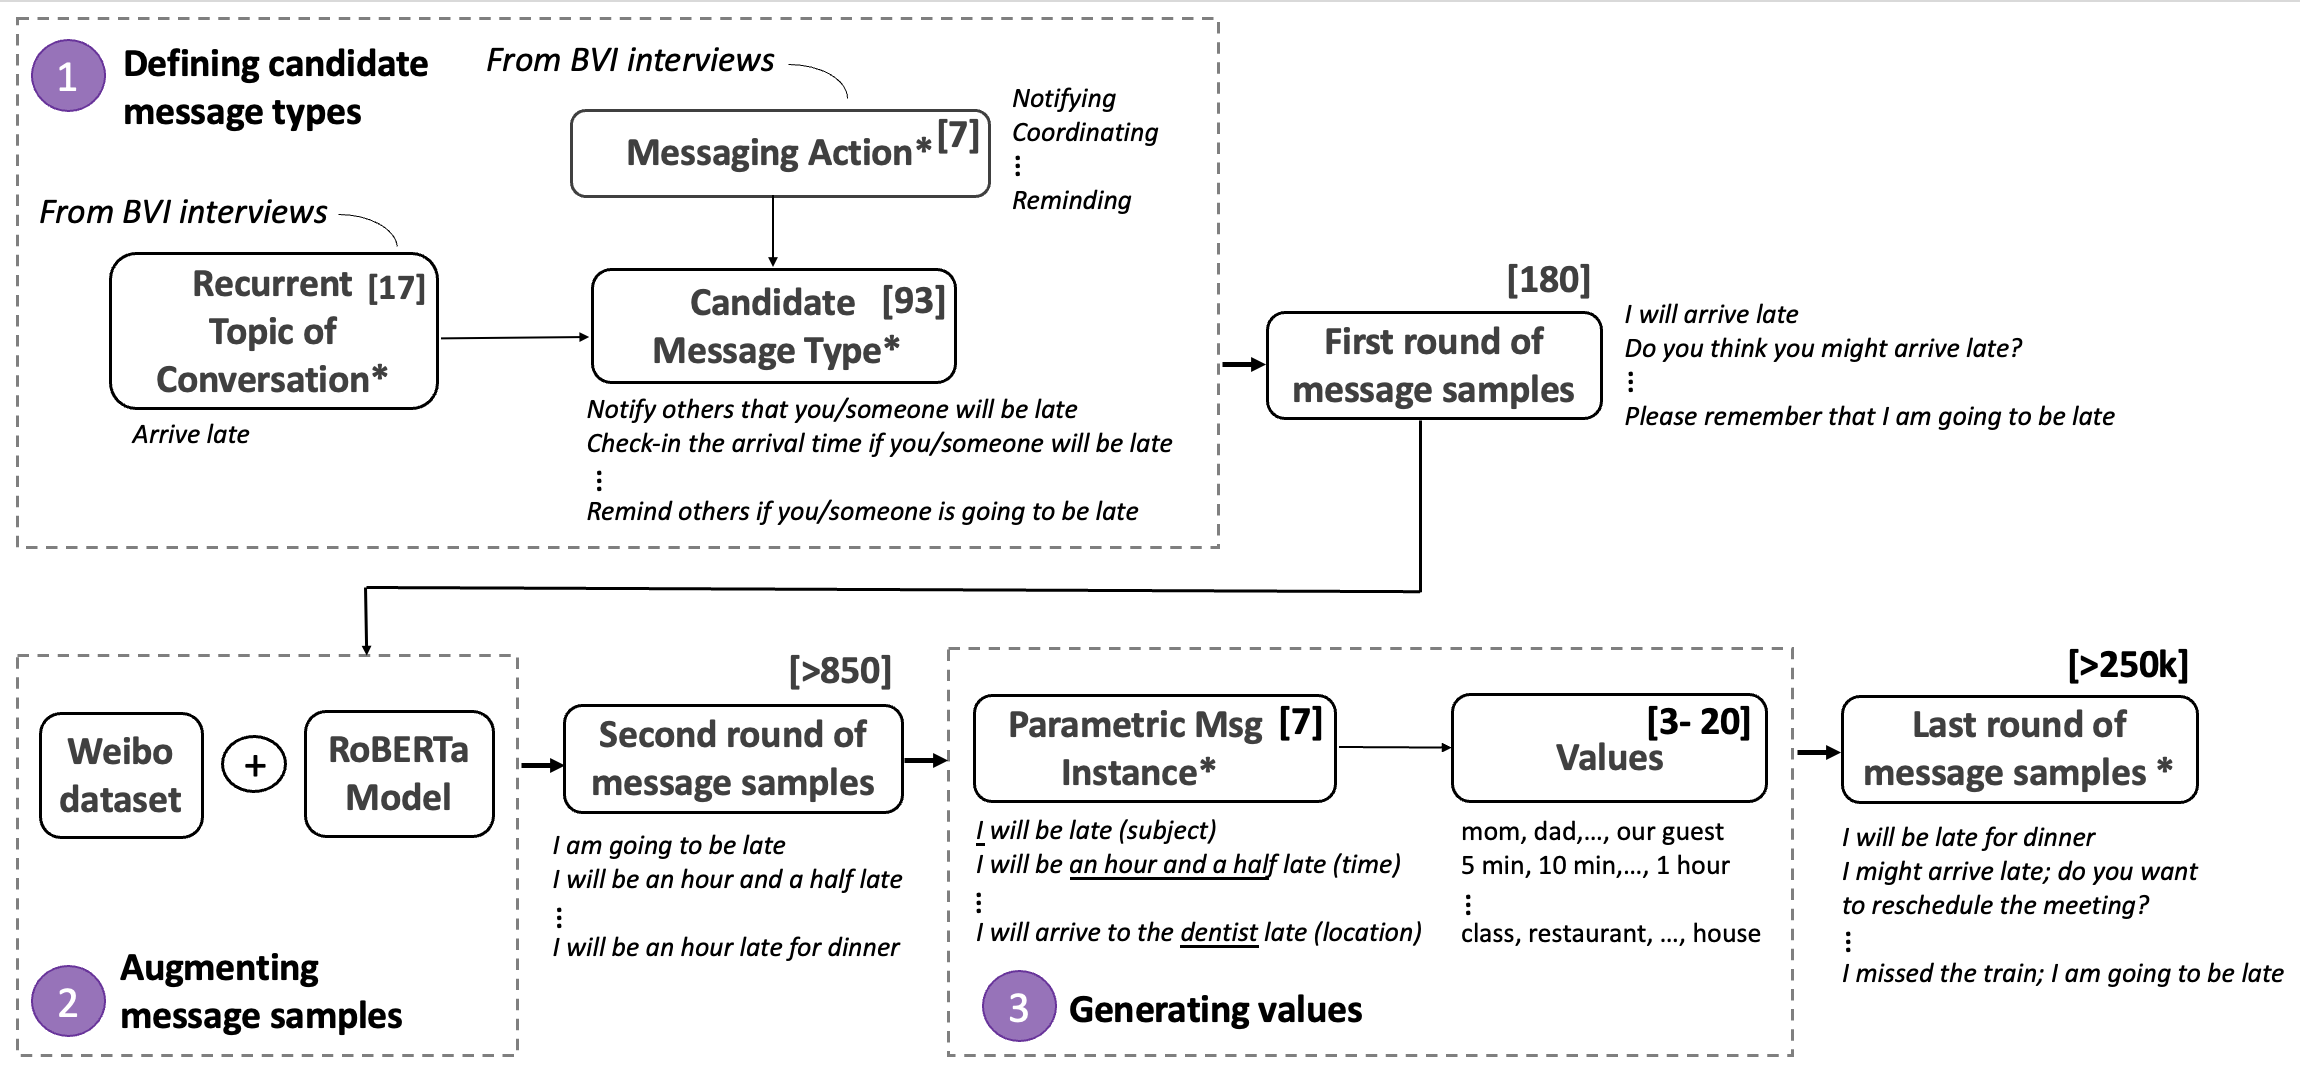 1
Defining candidate
message types
From BVI interviews
Messaging Action* [7]
Notifying
Coordinating
⋮
Reminding
From BVI interviews
Recurrent [17]
Topic of
Conversation*
Arrive late
Candidate [93]
Message Type*
Notify others that you/someone will be late
Check-in the arrival time if you/someone will be late
⋮
Remind others if you/someone is going to be late
[180]
First round of
message samples
I will arrive late
Do you think you might arrive late?
⋮
Please remember that I am going to be late
Weibo
dataset
+
RoBERTa
Model
2
Augmenting
message samples
[>850]
Second round of
message samples
I am going to be late
I will be an hour and a half late
⋮
I will be an hour late for dinner
Parametric Msg [7]
Instance*
I will be late (subject)
I will be an hour and a half late (time)
⋮
I will arrive to the dentist late (location)
[3- 20]
Values
mom, dad,..., our guest
5 min, 10 min,..., 1 hour
⋮
class, restaurant, ..., house
3
Generating values
[>250k]
Last round of
message samples *
I will be late for dinner
I might arrive late; do you want
to reschedule the meeting?
⋮
I missed the train; I am going to be late